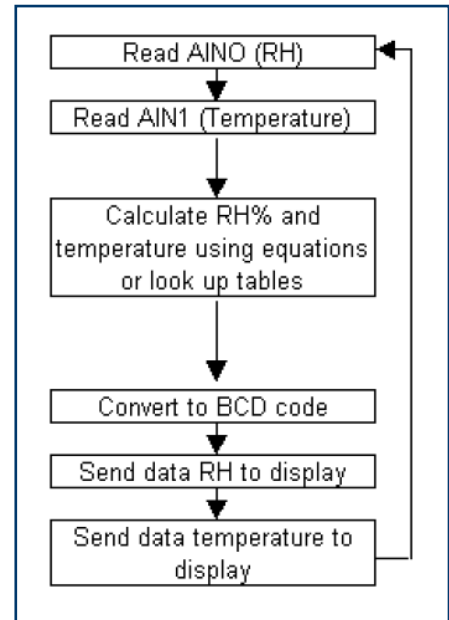 Read AINO (RH)
Read AIN1 (Temperature)
Calculate RH% and
temperature using equations
or look up tables
Convert to BCD code
Send data RH to display
Send data temperature to
display